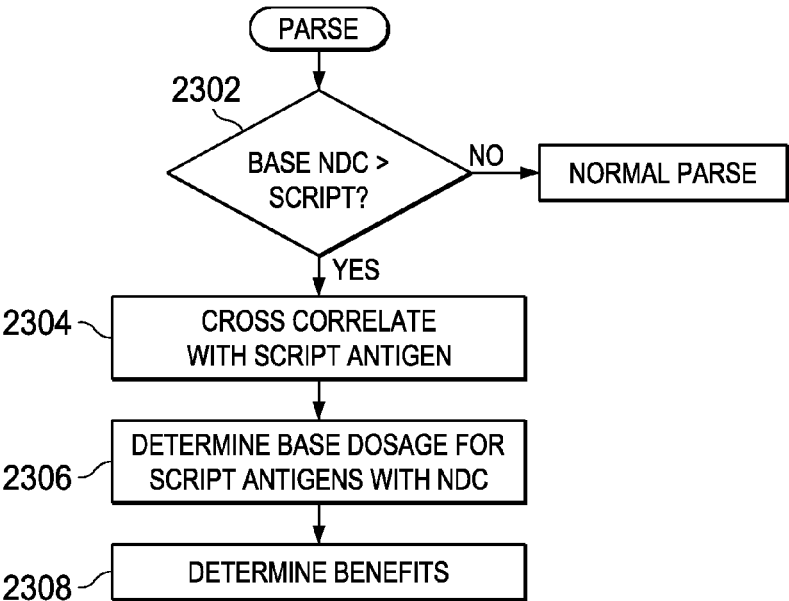 PARSE
2302
BASE NDC >
SCRIPT?
NO
NORMAL PARSE
YES
2304
CROSS CORRELATE
WITH SCRIPT ANTIGEN
2306
DETERMINE BASE DOSAGE FOR
SCRIPT ANTIGENS WITH NDC
2308
DETERMINE BENEFITS